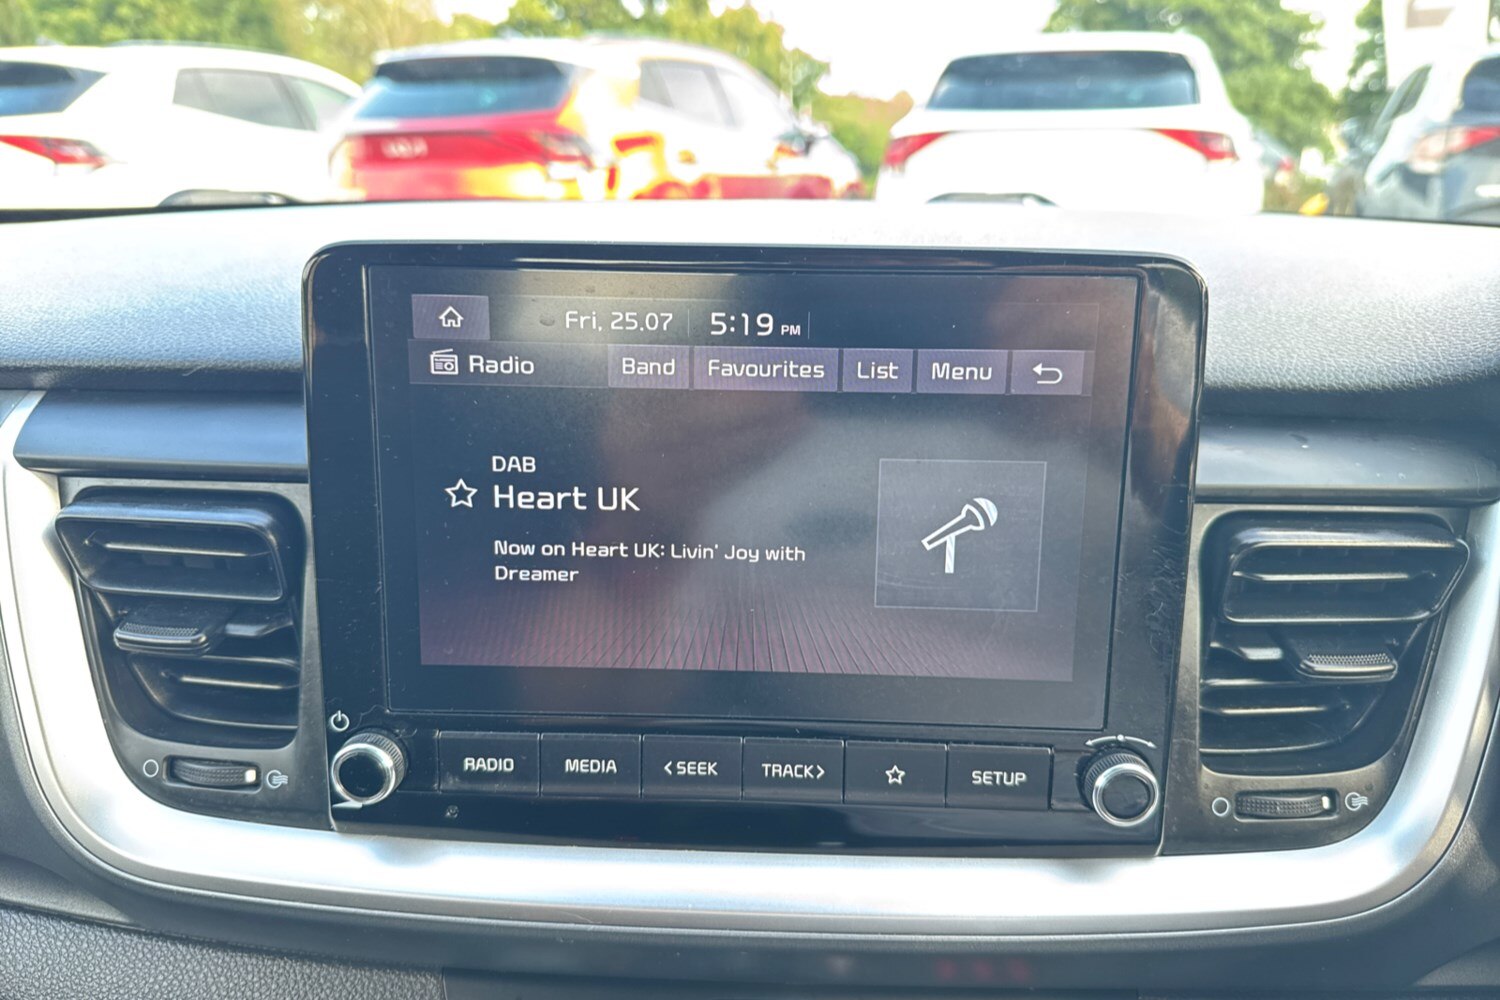 Fri, 25.07 5:19 PM
Radio Band Favourites List Menu
DAB
Heart UK
Now on Heart UK: Livin' Joy with
Dreamer
RADIO MEDIA <SEEK TRACK> SETUP